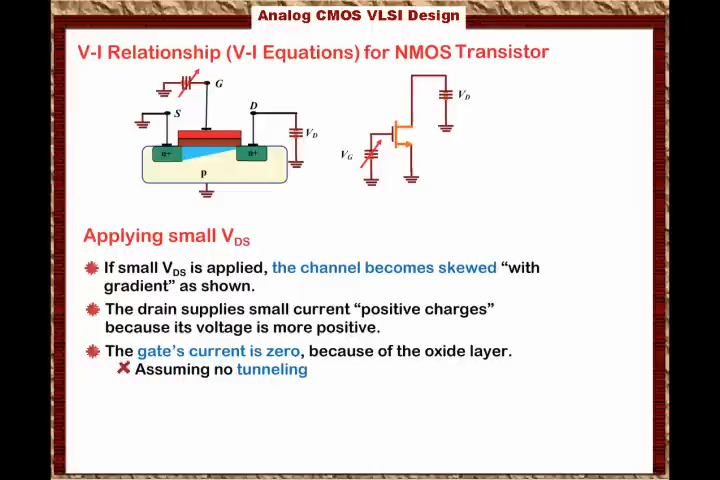 Analog CMOS VLSI Design
V-I Relationship (V-I Equations) for NMOS Transistor
G
S
D
VD
n+
n+
p
VD
VG
Applying small VDS
If small VDS is applied, the channel becomes skewed “with
gradient” as shown.
The drain supplies small current “positive charges”
because its voltage is more positive.
The gate’s current is zero, because of the oxide layer.
Assuming no tunneling